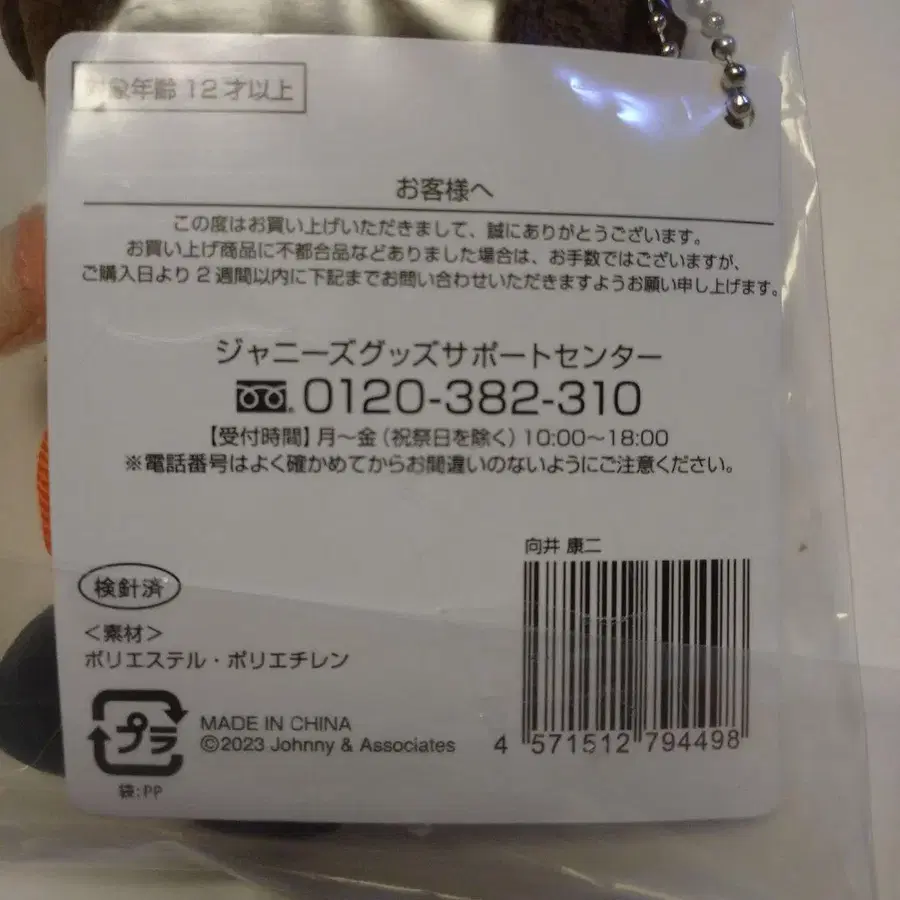 対象年齢 12 才以上
お客様へ
この度はお買い上げいただきまして、誠にありがとうございます。
お買い上げ商品に不都合品などありました場合は、お手数ではございますが、
ご購入日より 2 週間以内に下記までお問い合わせいただきますようお願い申し上げます。
ジャニーズグッズサポートセンター
0120-382-310
【受付時間】月～金（祝祭日を除く）10:00～18:00
※電話番号はよく確かめてからお間違いのないようにご注意ください。
向井 康二
検針済
＜素材＞
ポリエステル・ポリエチレン
プラ
袋:PP
MADE IN CHINA
©2023 Johnny & Associates
4 571512 794498